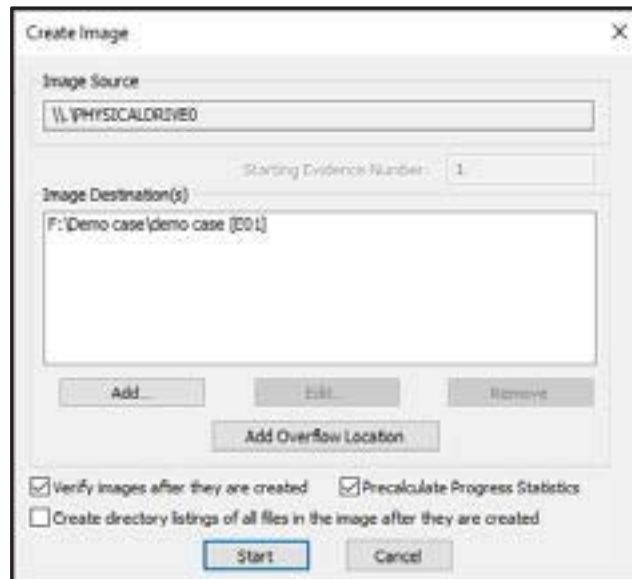 Create Image
Image Source
\\.\PHYSICALDRIVE0
Starting Evidence Number: 1
Image Destination(s)
F:\Demo case\demo case [E01]
Add... Edit... Remove
Add Overflow Location
Verify images after they are created Precalculate Progress Statistics
Create directory listings of all files in the image after they are created
Start Cancel